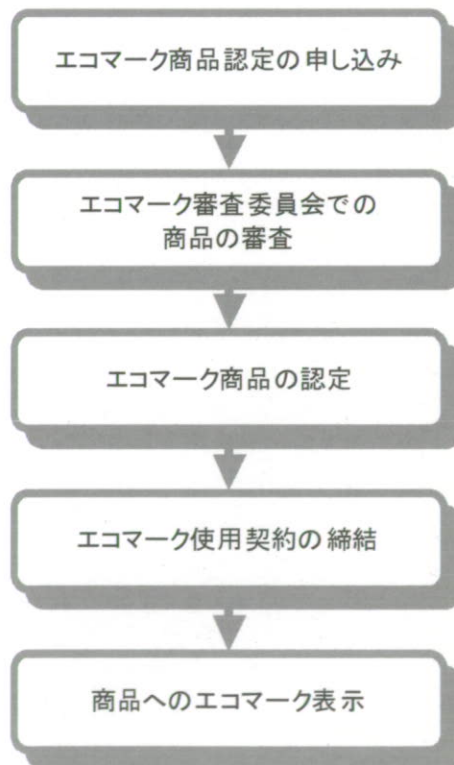 エコマーク商品認定の申し込み
エコマーク審査委員会での
商品の審査
エコマーク商品の認定
エコマーク使用契約の締結
商品へのエコマーク表示